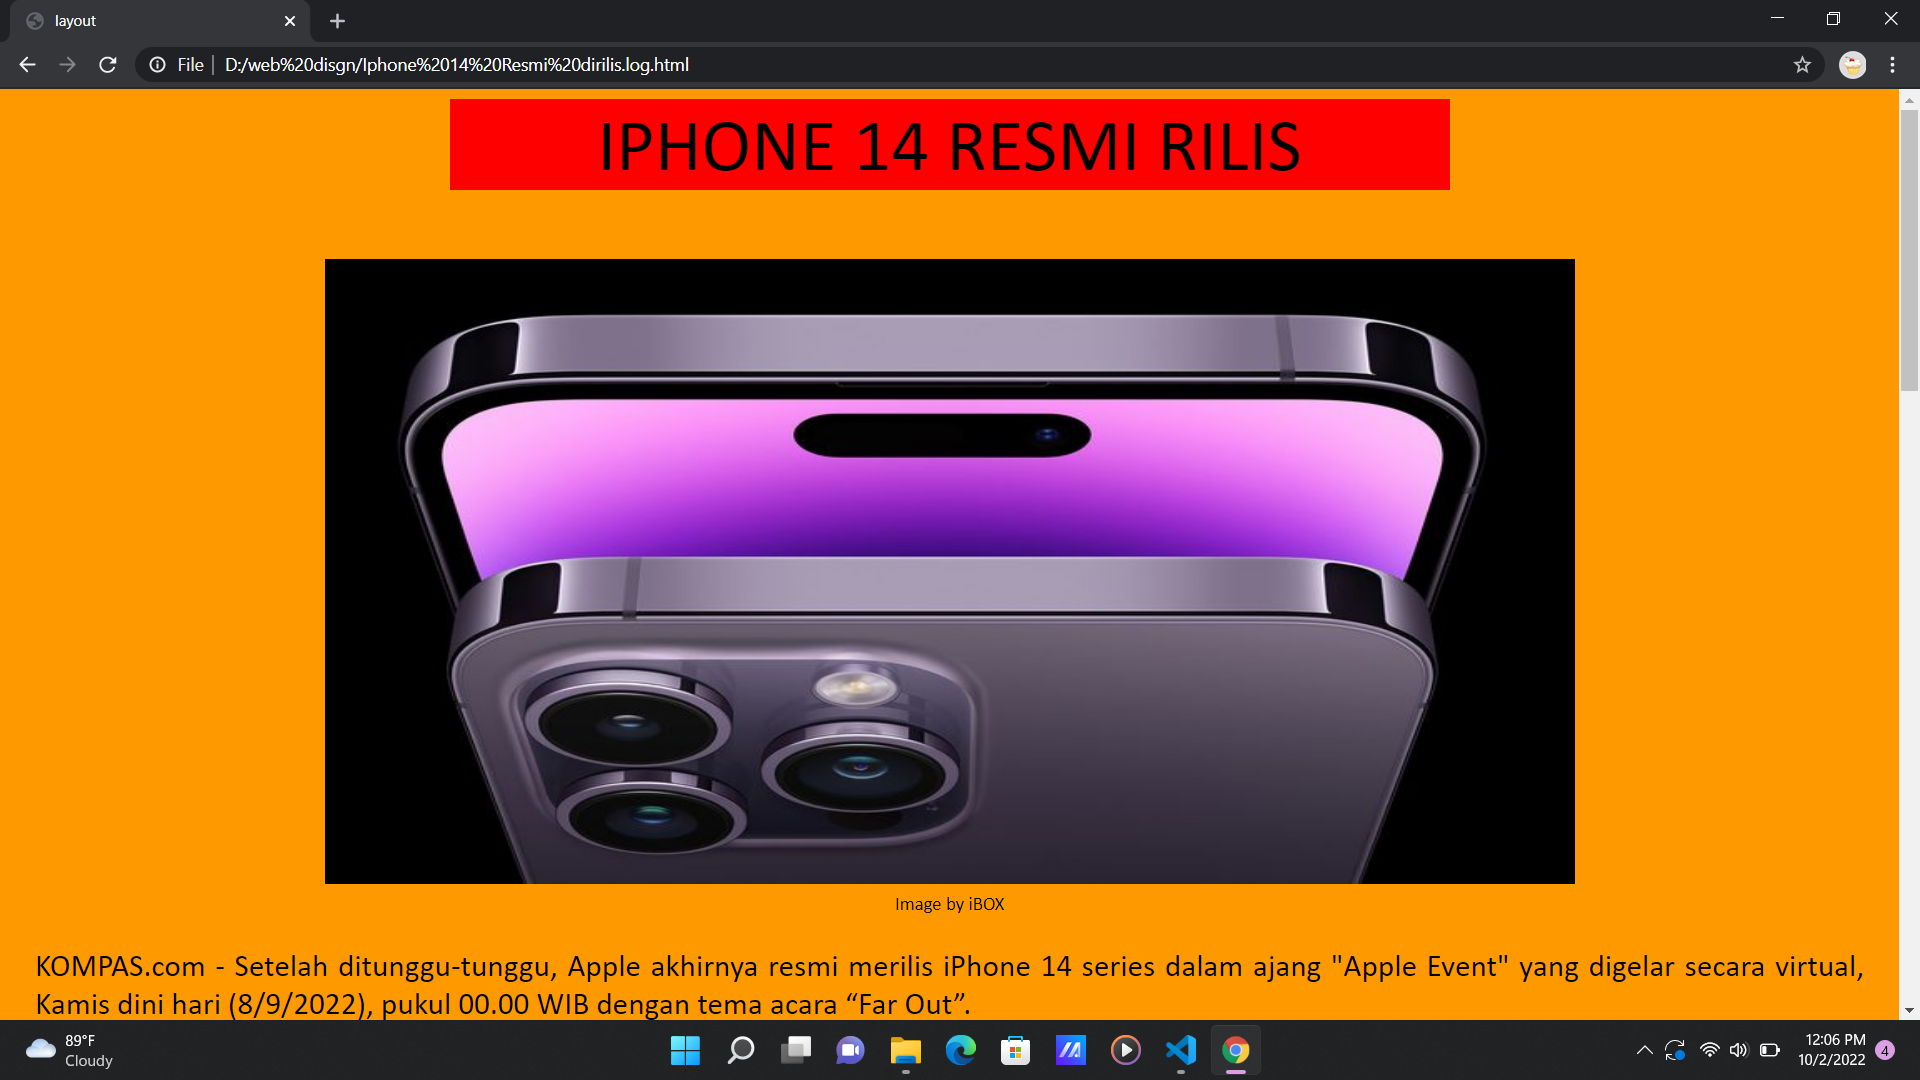 layout
File
D:/web%20disgn/Iphone%2014%20Resmi%20dirilis.log.html
IPHONE 14 RESMI RILIS
Image by iBOX
KOMPAS.com - Setelah ditunggu-tunggu, Apple akhirnya resmi merilis iPhone 14 series dalam ajang "Apple Event" yang digelar secara virtual,
Kamis dini hari (8/9/2022), pukul 00.00 WIB dengan tema acara “Far Out”.
89°F
Cloudy
12:06 PM
10/2/2022
4